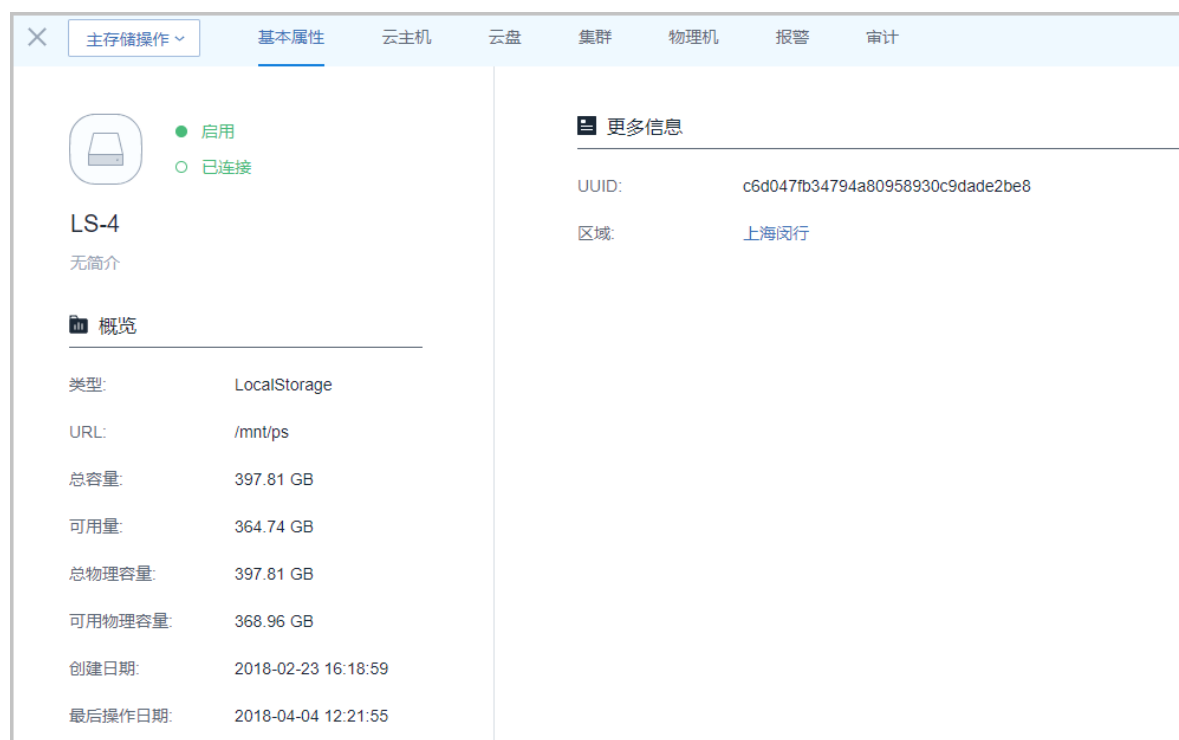 主存储操作 基本属性 云主机 云盘 集群 物理机 报警 审计
启用
已连接
LS-4
无简介
概览
类型: LocalStorage
URL: /mnt/ps
总容量: 397.81 GB
可用量: 364.74 GB
总物理容量: 397.81 GB
可用物理容量: 368.96 GB
创建日期: 2018-02-23 16:18:59
最后操作日期: 2018-04-04 12:21:55
更多信息
UUID: c6d047fb34794a80958930c9dade2be8
区域: 上海闵行